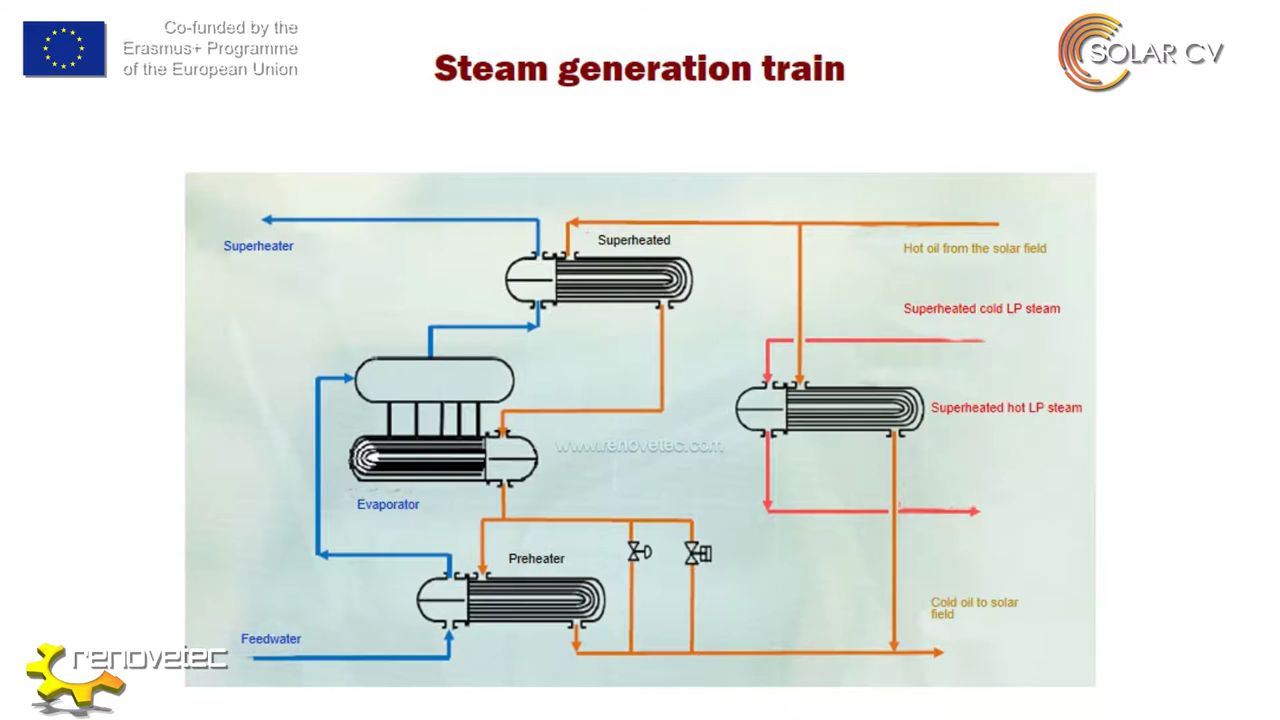 Co-funded by the
Erasmus+ Programme
of the European Union
Steam generation train
SOLAR CV
Superheater
Superheated
Hot oil from the solar field
Superheated cold LP steam
Superheated hot LP steam
www.renovetec.com
Evaporator
Preheater
Cold oil to solar
field
Feedwater
renovetec